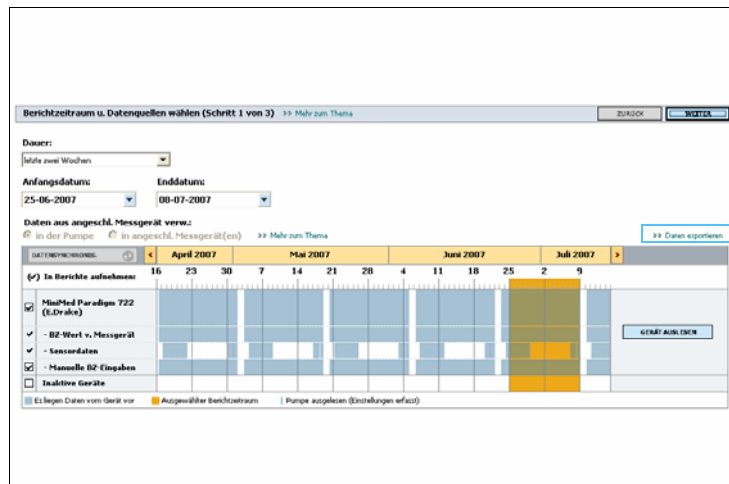 Berichtzeitraum u. Datenquellen wählen (Schritt 1 von 3) >> Mehr zum Thema ZURÜCK WEITER
Dauer:
letzte zwei Wochen
Anfangsdatum: Enddatum:
25-06-2007 08-07-2007
Daten aus angeschl. Messgerät verw.:
in der Pumpe in angeschl. Messgerät(en) >> Mehr zum Thema >> Daten exportieren
DATENSYNCHRONIS. < April 2007 Mai 2007 Juni 2007 Juli 2007 >
(✓) In Berichte aufnehmen: 16 23 30 7 14 21 28 4 11 18 25 2 9
MiniMed Paradigm 722
(E.Drake)
- BZ-Wert v. Messgerät GERÄT AUSLESEN
- Sensordaten
- Manuelle BZ-Eingaben
Inaktive Geräte
Es liegen Daten vom Gerät vor Ausgewählter Berichtzeitraum | Pumpe ausgelesen (Einstellungen erfasst)